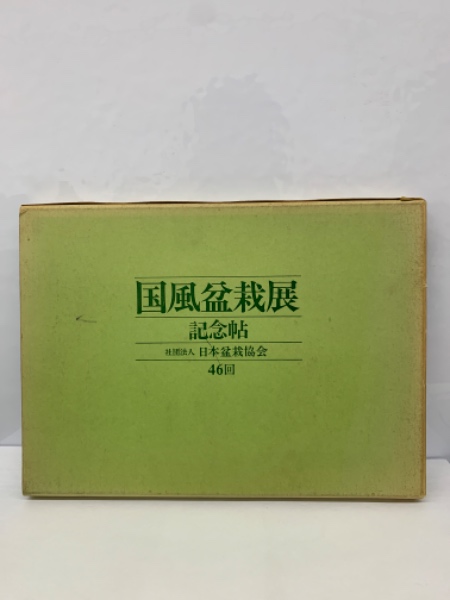 国風盆栽展
記念帖
社団法人 日本盆栽協会
46回